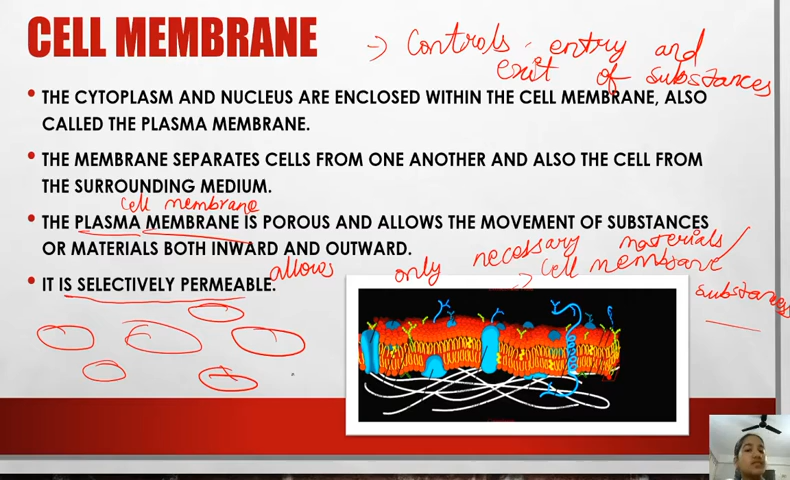 CELL MEMBRANE
→ Controls entry and
exit of substances
• THE CYTOPLASM AND NUCLEUS ARE ENCLOSED WITHIN THE CELL MEMBRANE, ALSO
CALLED THE PLASMA MEMBRANE.
• THE MEMBRANE SEPARATES CELLS FROM ONE ANOTHER AND ALSO THE CELL FROM
THE SURROUNDING MEDIUM.
cell membrane
• THE PLASMA MEMBRANE IS POROUS AND ALLOWS THE MOVEMENT OF SUBSTANCES
OR MATERIALS BOTH INWARD AND OUTWARD.
• IT IS SELECTIVELY PERMEABLE.
allows only necessary materials/
substances
→ Cell membrane